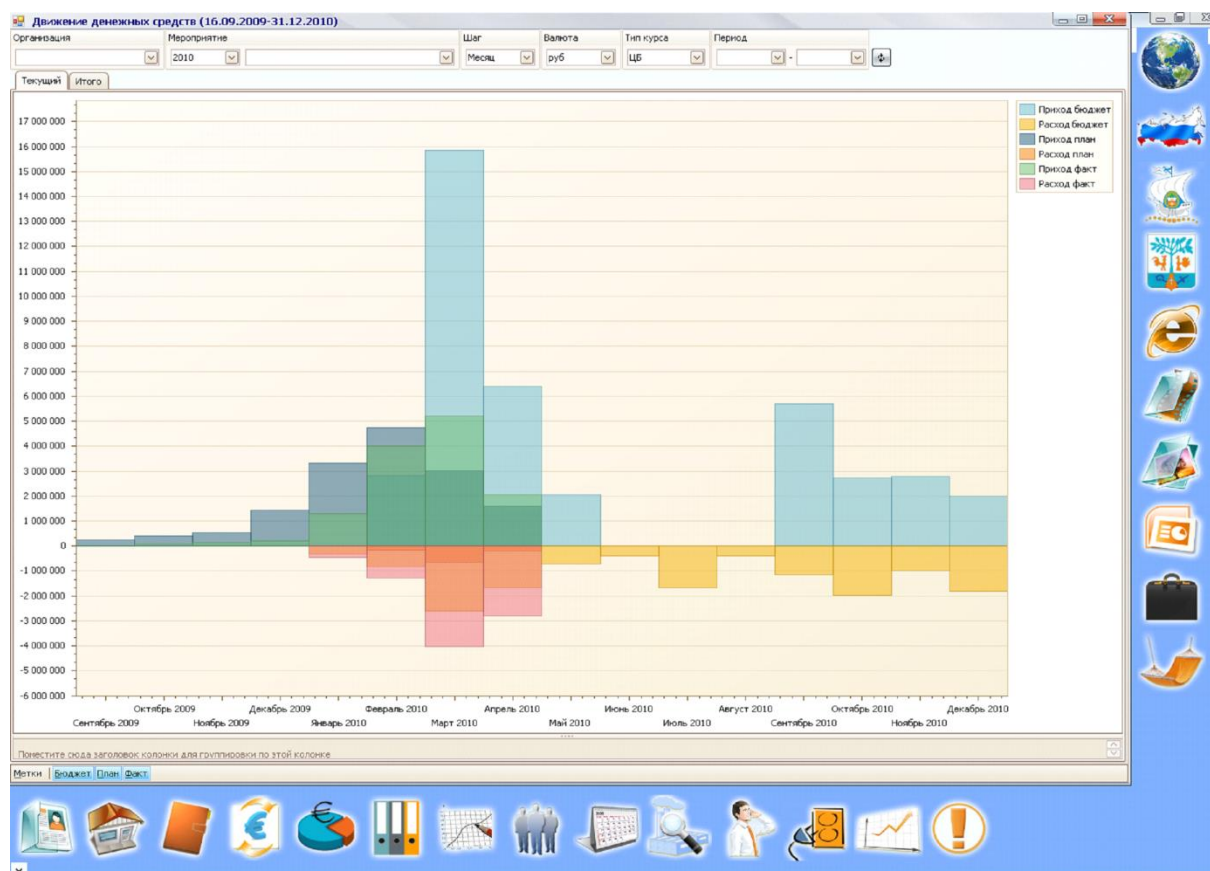 Движение денежных средств (16.09.2009-31.12.2010)
Организация Мероприятие Шаг Валюта Тип курса Период
2010 Месяц руб ЦБ -
Текущий Итого
17 000 000
16 000 000
15 000 000
14 000 000
13 000 000
12 000 000
11 000 000
10 000 000
9 000 000
8 000 000
7 000 000
6 000 000
5 000 000
4 000 000
3 000 000
2 000 000
1 000 000
0
-1 000 000
-2 000 000
-3 000 000
-4 000 000
-5 000 000
-6 000 000
Приход бюджет
Расход бюджет
Приход план
Расход план
Приход факт
Расход факт
Октябрь 2009 Декабрь 2009 Февраль 2010 Апрель 2010 Июнь 2010 Август 2010 Октябрь 2010 Декабрь 2010
Сентябрь 2009 Ноябрь 2009 Январь 2010 Март 2010 Май 2010 Июль 2010 Сентябрь 2010 Ноябрь 2010
Поместите сюда заголовок колонки для группировки по этой колонке
Метки Бюджет План Факт